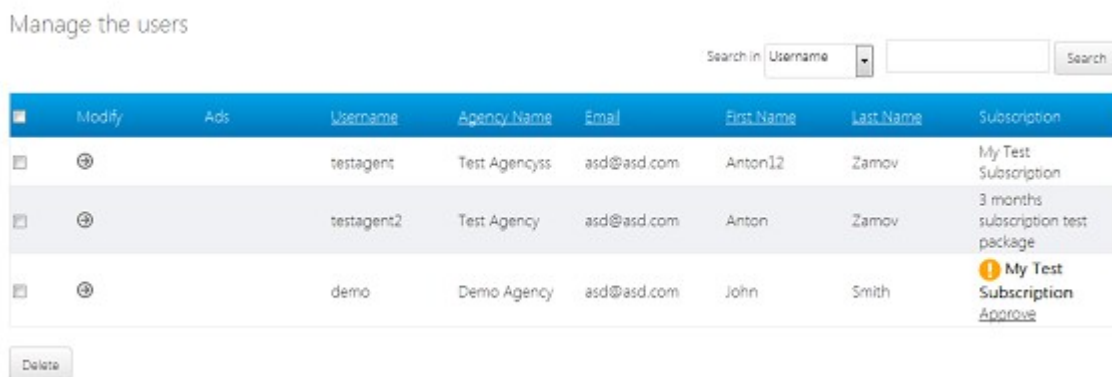 Manage the users
Search in Username Search
Modify Ads Username Agency Name Email First Name Last Name Subscription
testagent Test Agencyss asd@asd.com Anton12 Zamov My Test
Subscription
testagent2 Test Agency asd@asd.com Anton Zamov 3 months
subscription test
package
demo Demo Agency asd@asd.com John Smith My Test
Subscription
Approve
Delete